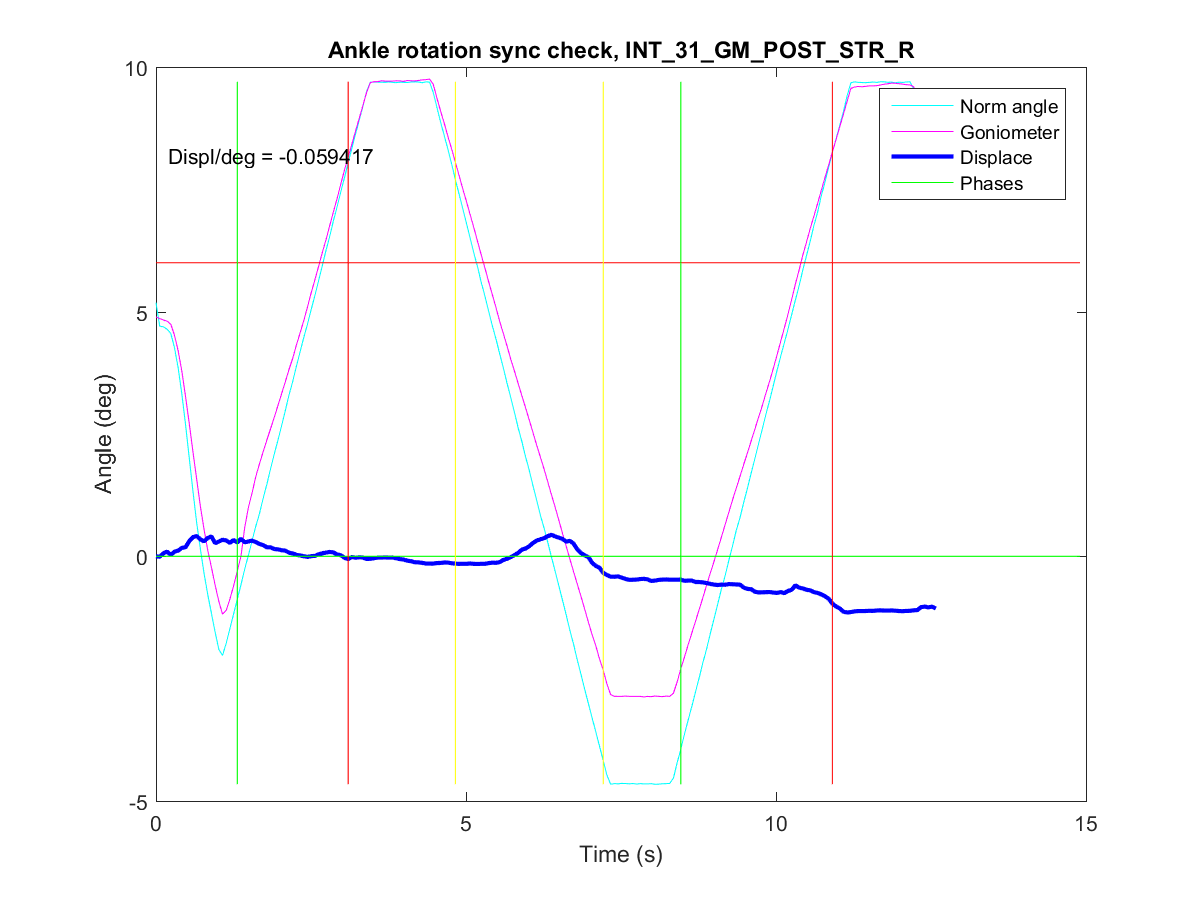 Ankle rotation sync check, INT_31_GM_POST_STR_R
10
Norm angle
Goniometer
Displace
Phases
Displ/deg = -0.059417
5
Angle (deg)
0
-5
0
5
10
15
Time (s)